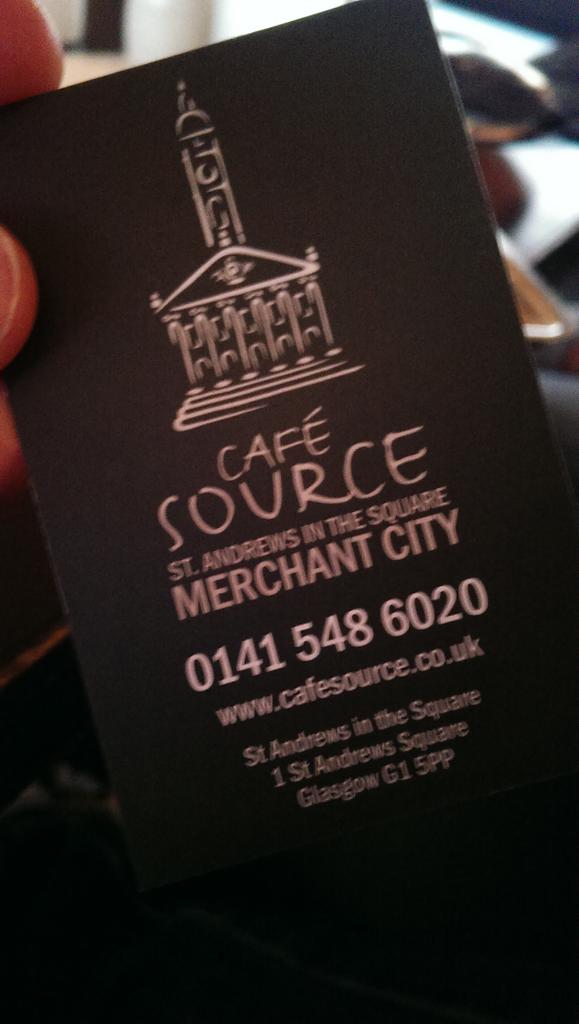 CAFÉ
SOURCE
ST. ANDREWS IN THE SQUARE
MERCHANT CITY
0141 548 6020
www.cafesource.co.uk
St Andrews in the Square
1 St Andrews Square
Glasgow G1 5PP